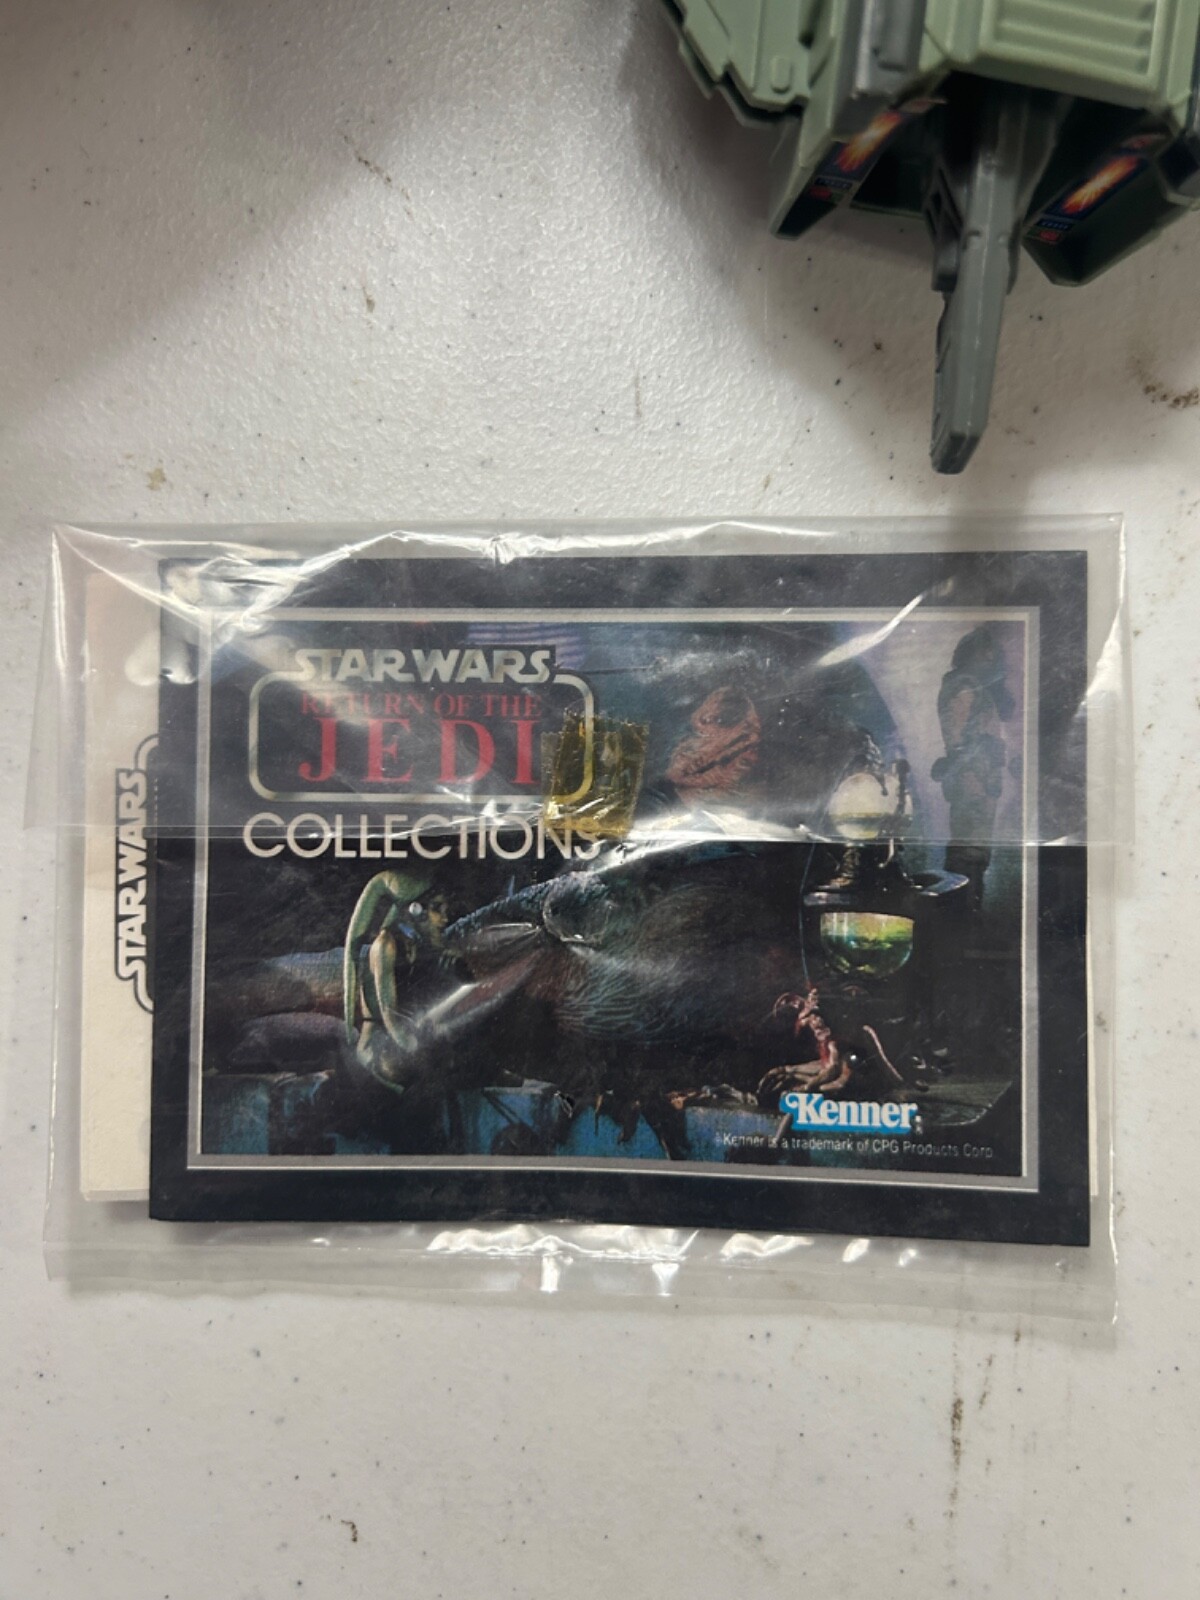 STAR WARS
RETURN OF THE
JEDI
COLLECTIONS
STAR WARS
Kenner
Kenner is a trademark of CPG Products Corp.